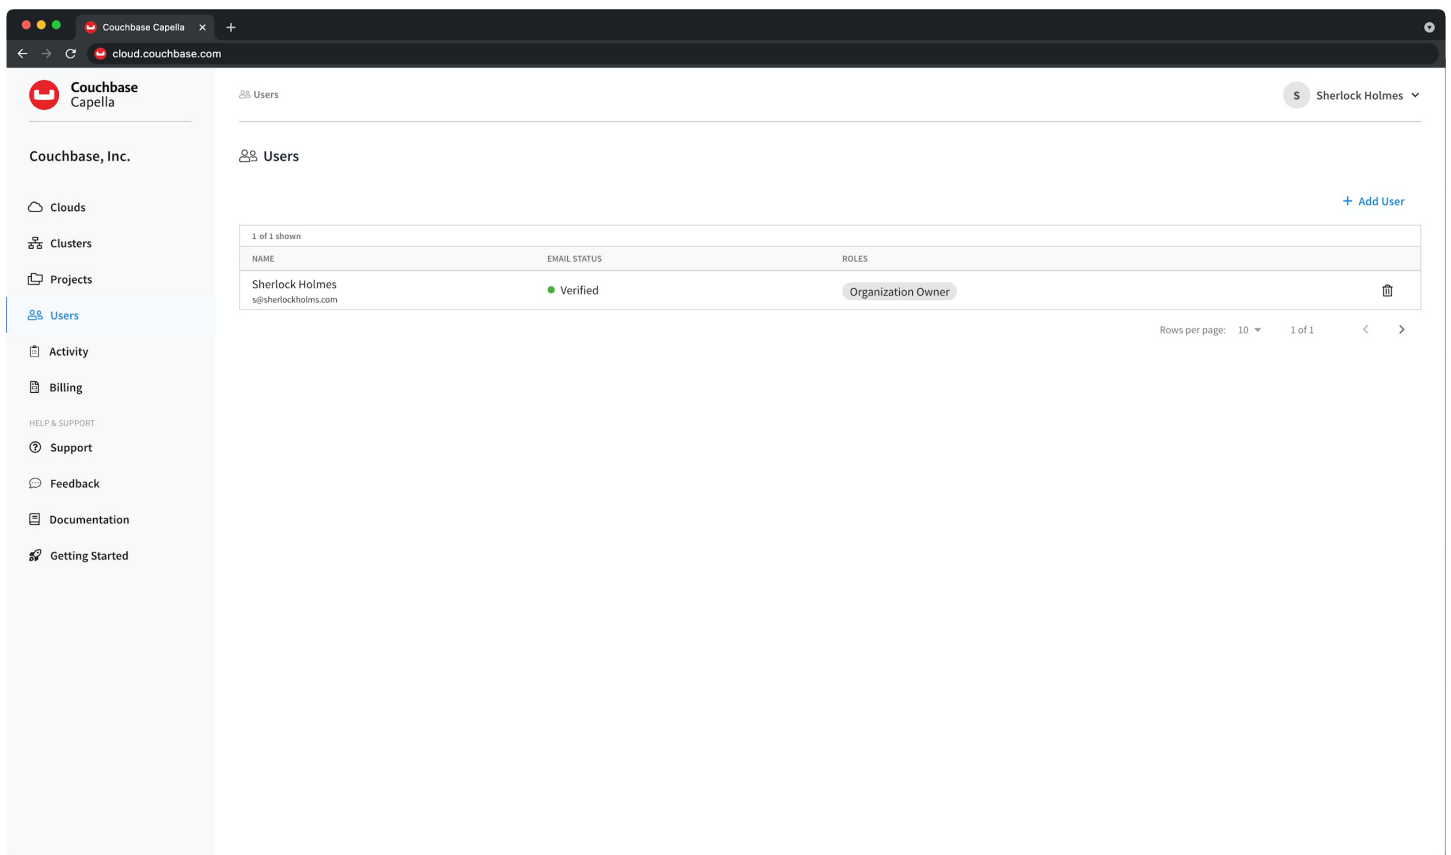 Couchbase Capella
cloud.couchbase.com
Couchbase
Capella
Users
S Sherlock Holmes
Couchbase, Inc.
Clouds
Clusters
Projects
Users
Activity
Billing
HELP & SUPPORT
Support
Feedback
Documentation
Getting Started
Users
+ Add User
1 of 1 shown
NAME EMAIL STATUS ROLES
Sherlock Holmes Verified Organization Owner
s@sherlockholms.com
Rows per page: 10 1 of 1